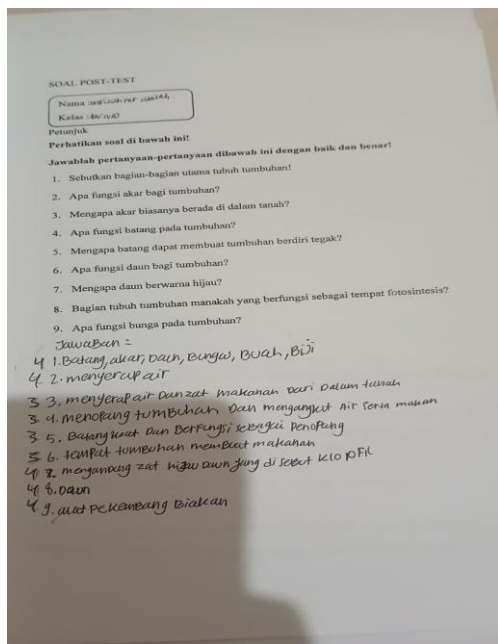 SOAL POST-TEST
Nama :
Kelas :
Petunjuk
Perhatikan soal di bawah ini!
Jawablah pertanyaan-pertanyaan dibawah ini dengan baik dan benar!
1. Sebutkan bagian-bagian utama tubuh tumbuhan!
2. Apa fungsi akar bagi tumbuhan?
3. Mengapa akar biasanya berada di dalam tanah?
4. Apa fungsi batang pada tumbuhan?
5. Mengapa batang dapat membuat tumbuhan berdiri tegak?
6. Apa fungsi daun bagi tumbuhan?
7. Mengapa daun berwarna hijau?
8. Bagian tubuh tumbuhan manakah yang berfungsi sebagai tempat fotosintesis?
9. Apa fungsi bunga pada tumbuhan?
Jawaban =
4 1. Batang, akar, Daun, Bunga, Buah, Biji
4 2. menyerap air
3 3. menyerap air Dan zat makanan Dari Dalam tanah
3 4. menopang tumBuhan Dan mengangkut Air serta makan
3 5. Batang kuat Dan Berfungsi sebagai Penopang
3 6. tempat tumbuhan membuat makanan
4 7. mengandung zat hijau Daun yang di sebut klopFil
4 8. Daun
4 9. alat Pekembang Biakan